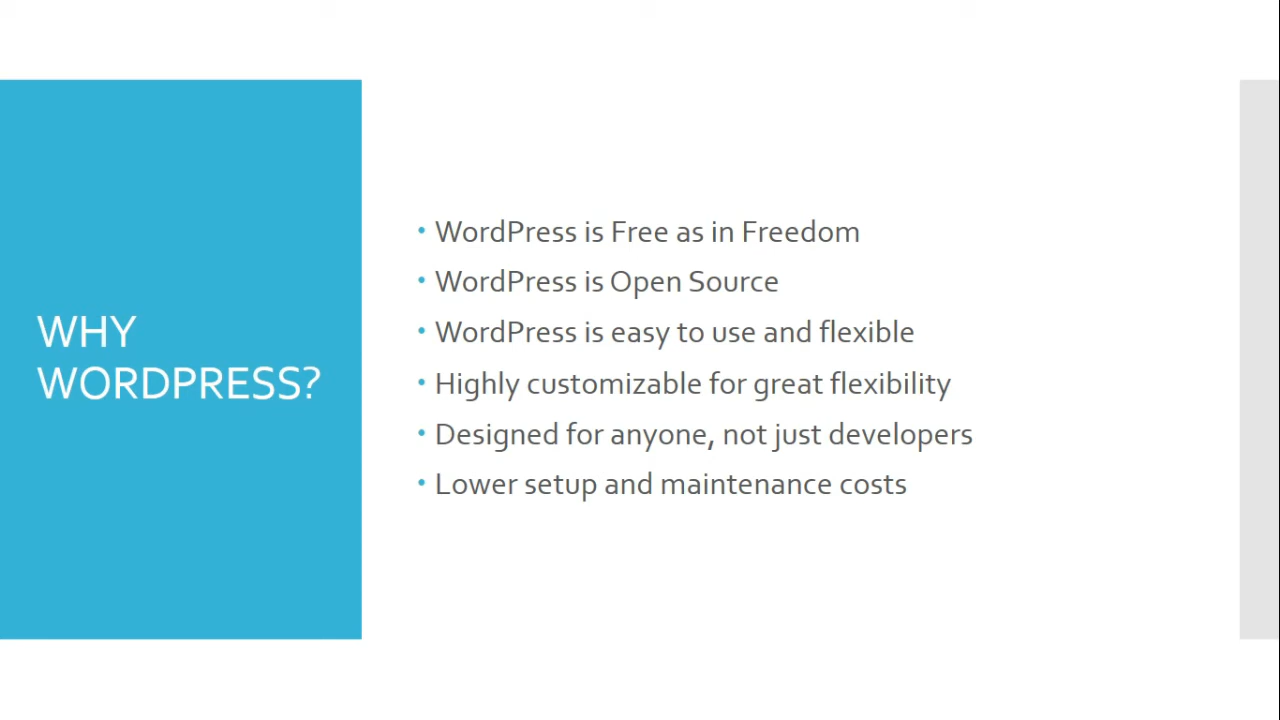 WHY
WORDPRESS?
• WordPress is Free as in Freedom
• WordPress is Open Source
• WordPress is easy to use and flexible
• Highly customizable for great flexibility
• Designed for anyone, not just developers
• Lower setup and maintenance costs